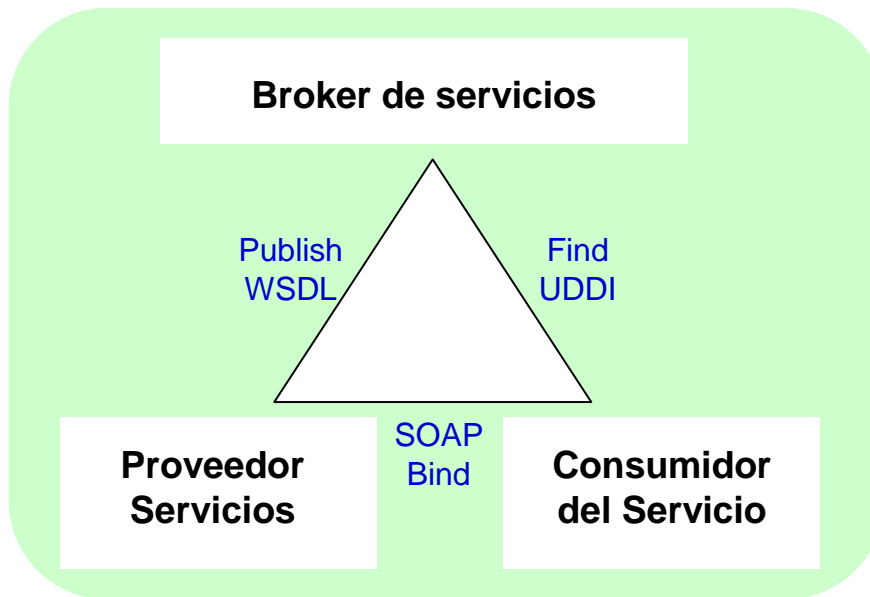 Broker de servicios
Publish
WSDL
Find
UDDI
SOAP
Bind
Proveedor
Servicios
Consumidor
del Servicio